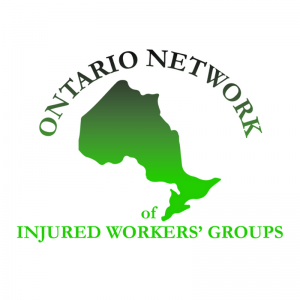 ONTARIO NETWORK
of
INJURED WORKERS’ GROUPS